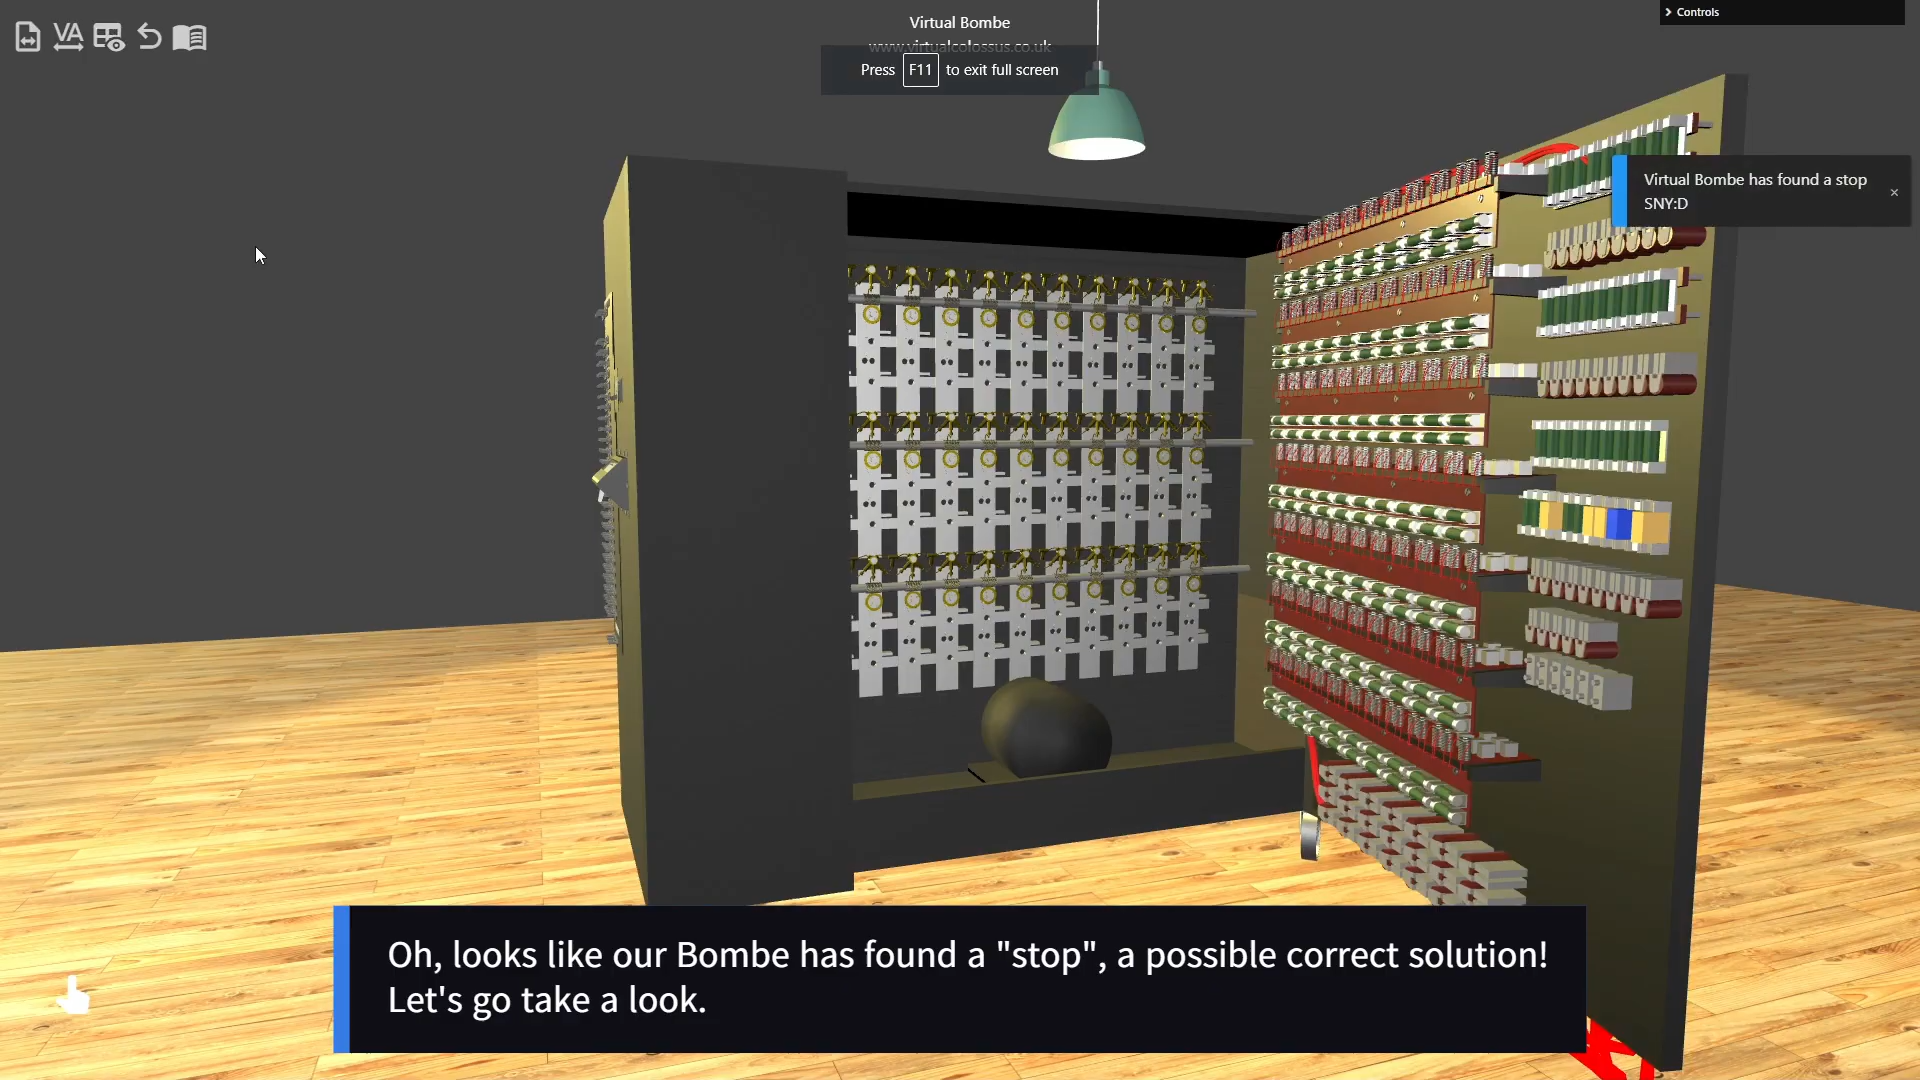 VA
Virtual Bombe
www.virtualcolossus.co.uk
Press F11 to exit full screen
Controls
Virtual Bombe has found a stop
SNY:D
Oh, looks like our Bombe has found a "stop", a possible correct solution!
Let's go take a look.